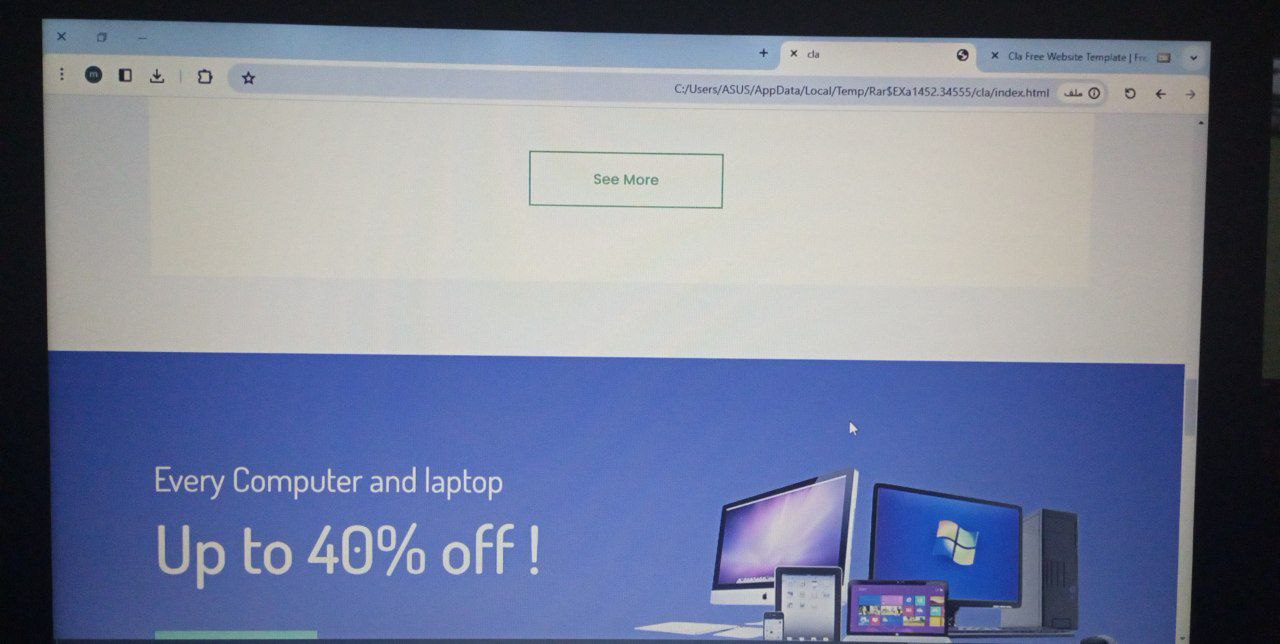 cla
Cla Free Website Template | Fre
C:/Users/ASUS/AppData/Local/Temp/Rar$EXa1452.34555/cla/index.html
ملف
m
See More
Every Computer and laptop
Up to 40% off !